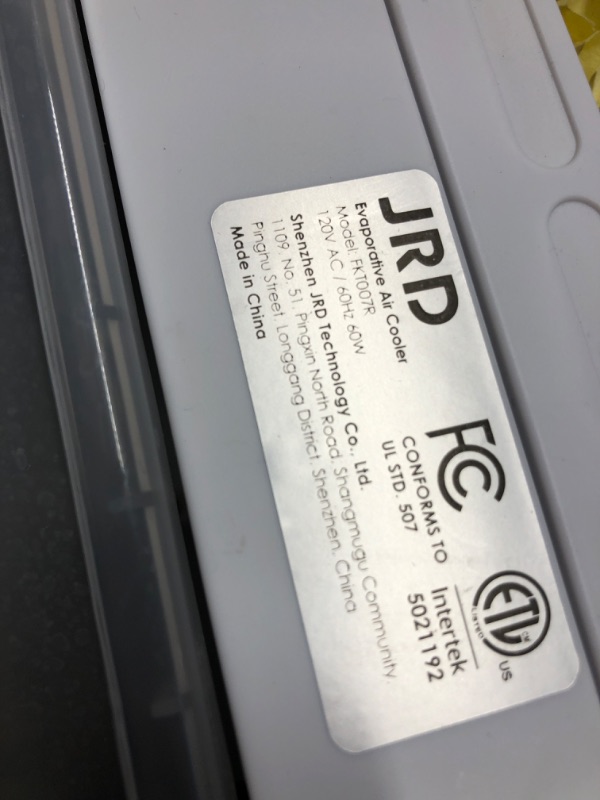 JRD
Evaporative Air Cooler
Model: FKT007R
120V AC / 60Hz 60W
Shenzhen JRD Technology Co., Ltd.
1109, No. 51, Pingxin North Road, Shangmugu Community,
Pinghu Street, Longgang District, Shenzhen, China
Made in China
FC
CONFORMS TO
UL STD. 507
ETL
CM
LISTED
US
Intertek
5021192